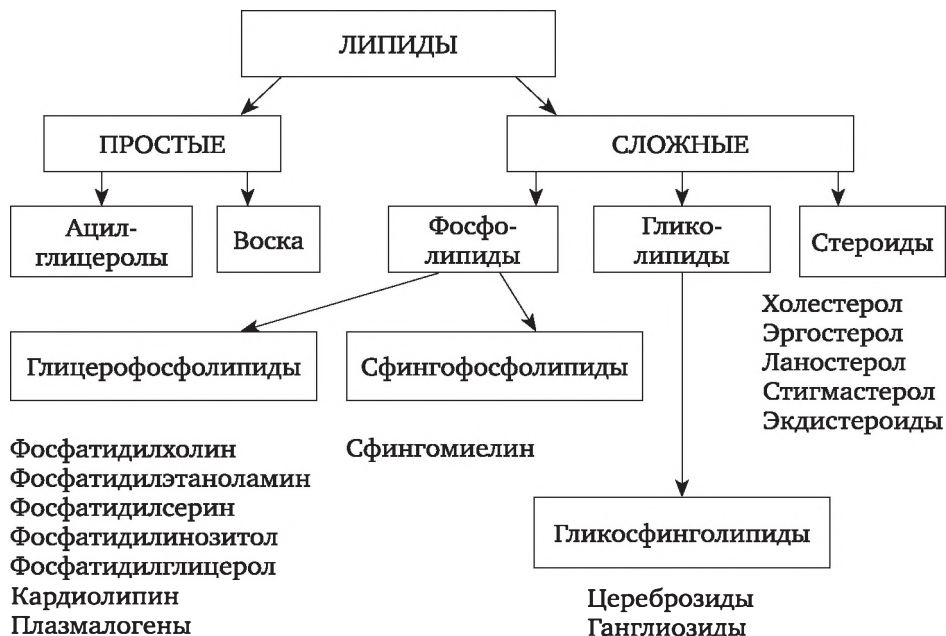 ЛИПИДЫ
ПРОСТЫЕ
СЛОЖНЫЕ
Ацил-
глицеролы
Воска
Фосфо-
липиды
Глико-
липиды
Стероиды
Холестерол
Эргостерол
Ланостерол
Стигмастерол
Экдистероиды
Глицерофосфолипиды
Сфингофосфолипиды
Фосфатидилхолин
Фосфатидилэтаноламин
Фосфатидилсерин
Фосфатидилинозитол
Фосфатидилглицерол
Кардиолипин
Плазмалогены
Сфингомиелин
Гликосфинголипиды
Цереброзиды
Ганглиозиды